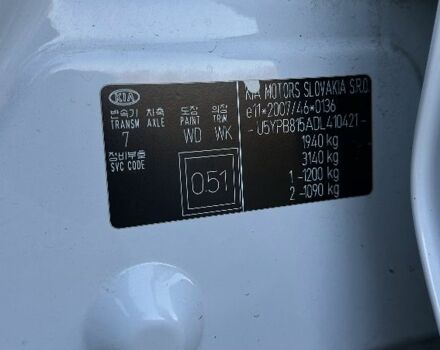 KIA
KIA MOTORS SLOVAKIA S.R.O
e11*2007/46*0136
- U5YPB815ADL410421 -
1940 kg
3140 kg
1 -1200 kg
2 -1090 kg
변속기 차축 도장 의장
TRANSM AXLE PAINT TRIM
7 WD WK
장비부호
SVC CODE
051